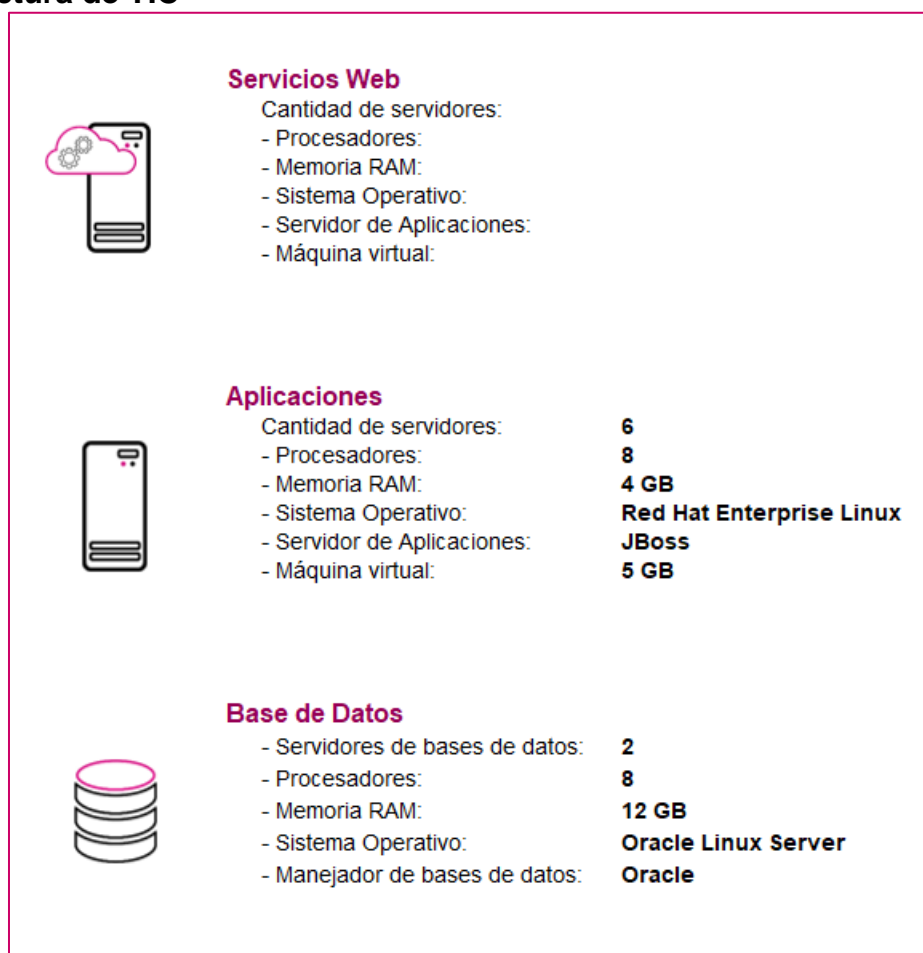 Servicios Web
Cantidad de servidores:
- Procesadores:
- Memoria RAM:
- Sistema Operativo:
- Servidor de Aplicaciones:
- Máquina virtual:
Aplicaciones
Cantidad de servidores: 6
- Procesadores: 8
- Memoria RAM: 4 GB
- Sistema Operativo: Red Hat Enterprise Linux
- Servidor de Aplicaciones: JBoss
- Máquina virtual: 5 GB
Base de Datos
- Servidores de bases de datos: 2
- Procesadores: 8
- Memoria RAM: 12 GB
- Sistema Operativo: Oracle Linux Server
- Manejador de bases de datos: Oracle